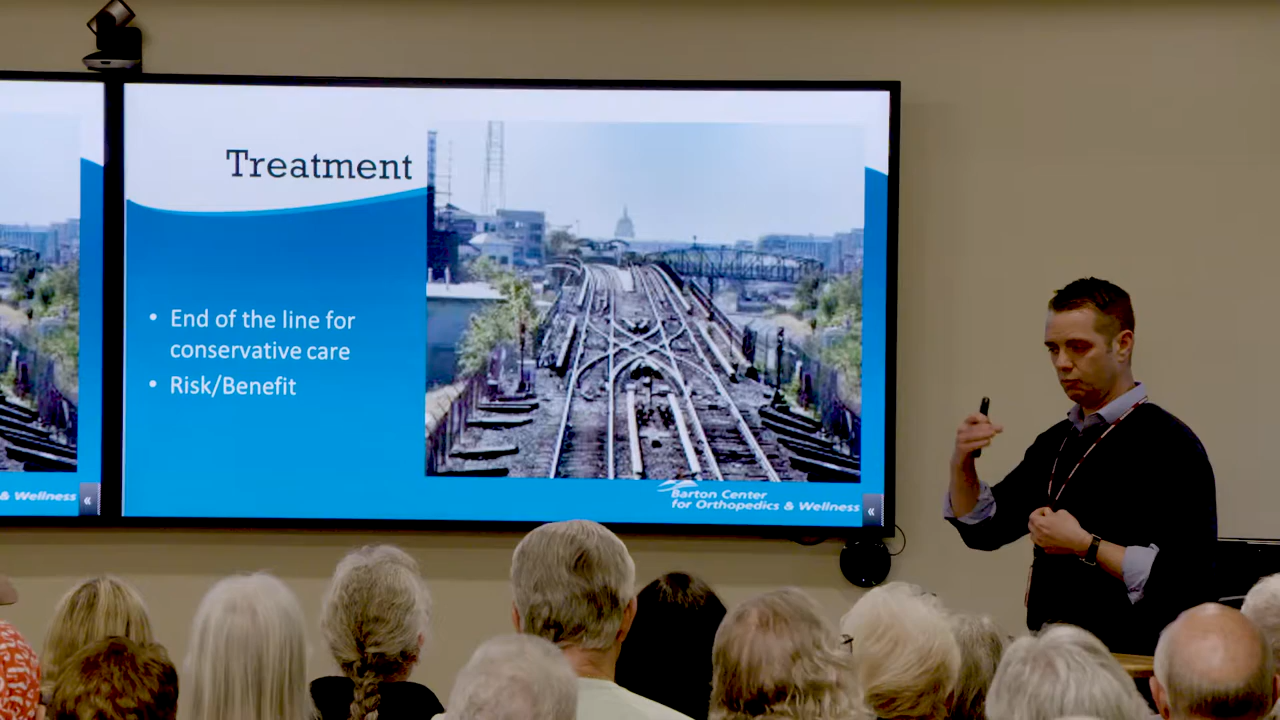 Treatment
• End of the line for
conservative care
• Risk/Benefit
& Wellness
«
Barton Center
for Orthopedics & Wellness
«